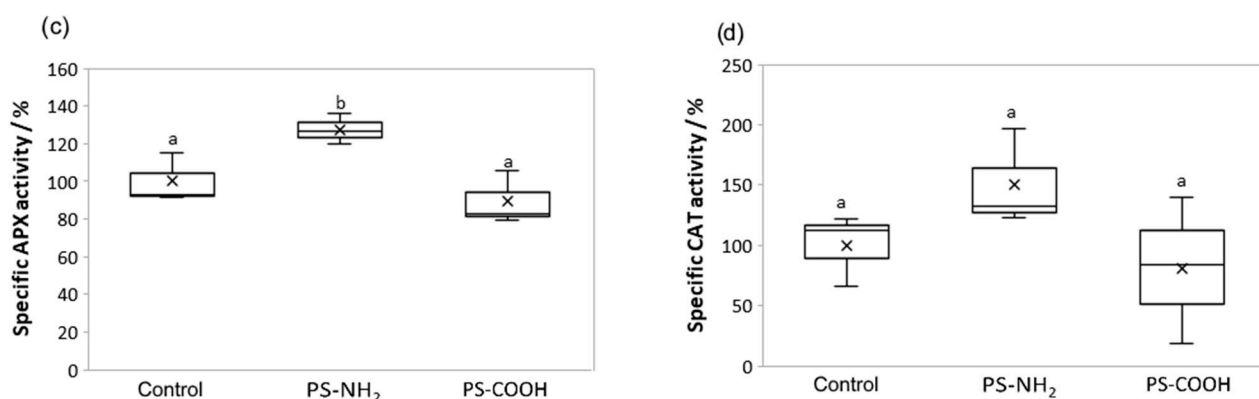 (c)
Specific APX activity / %
160
140
120
100
80
60
40
20
0
a
b
a
Control PS-NH₂ PS-COOH
(d)
Specific CAT activity / %
250
200
150
100
50
0
a
a
a
Control PS-NH₂ PS-COOH